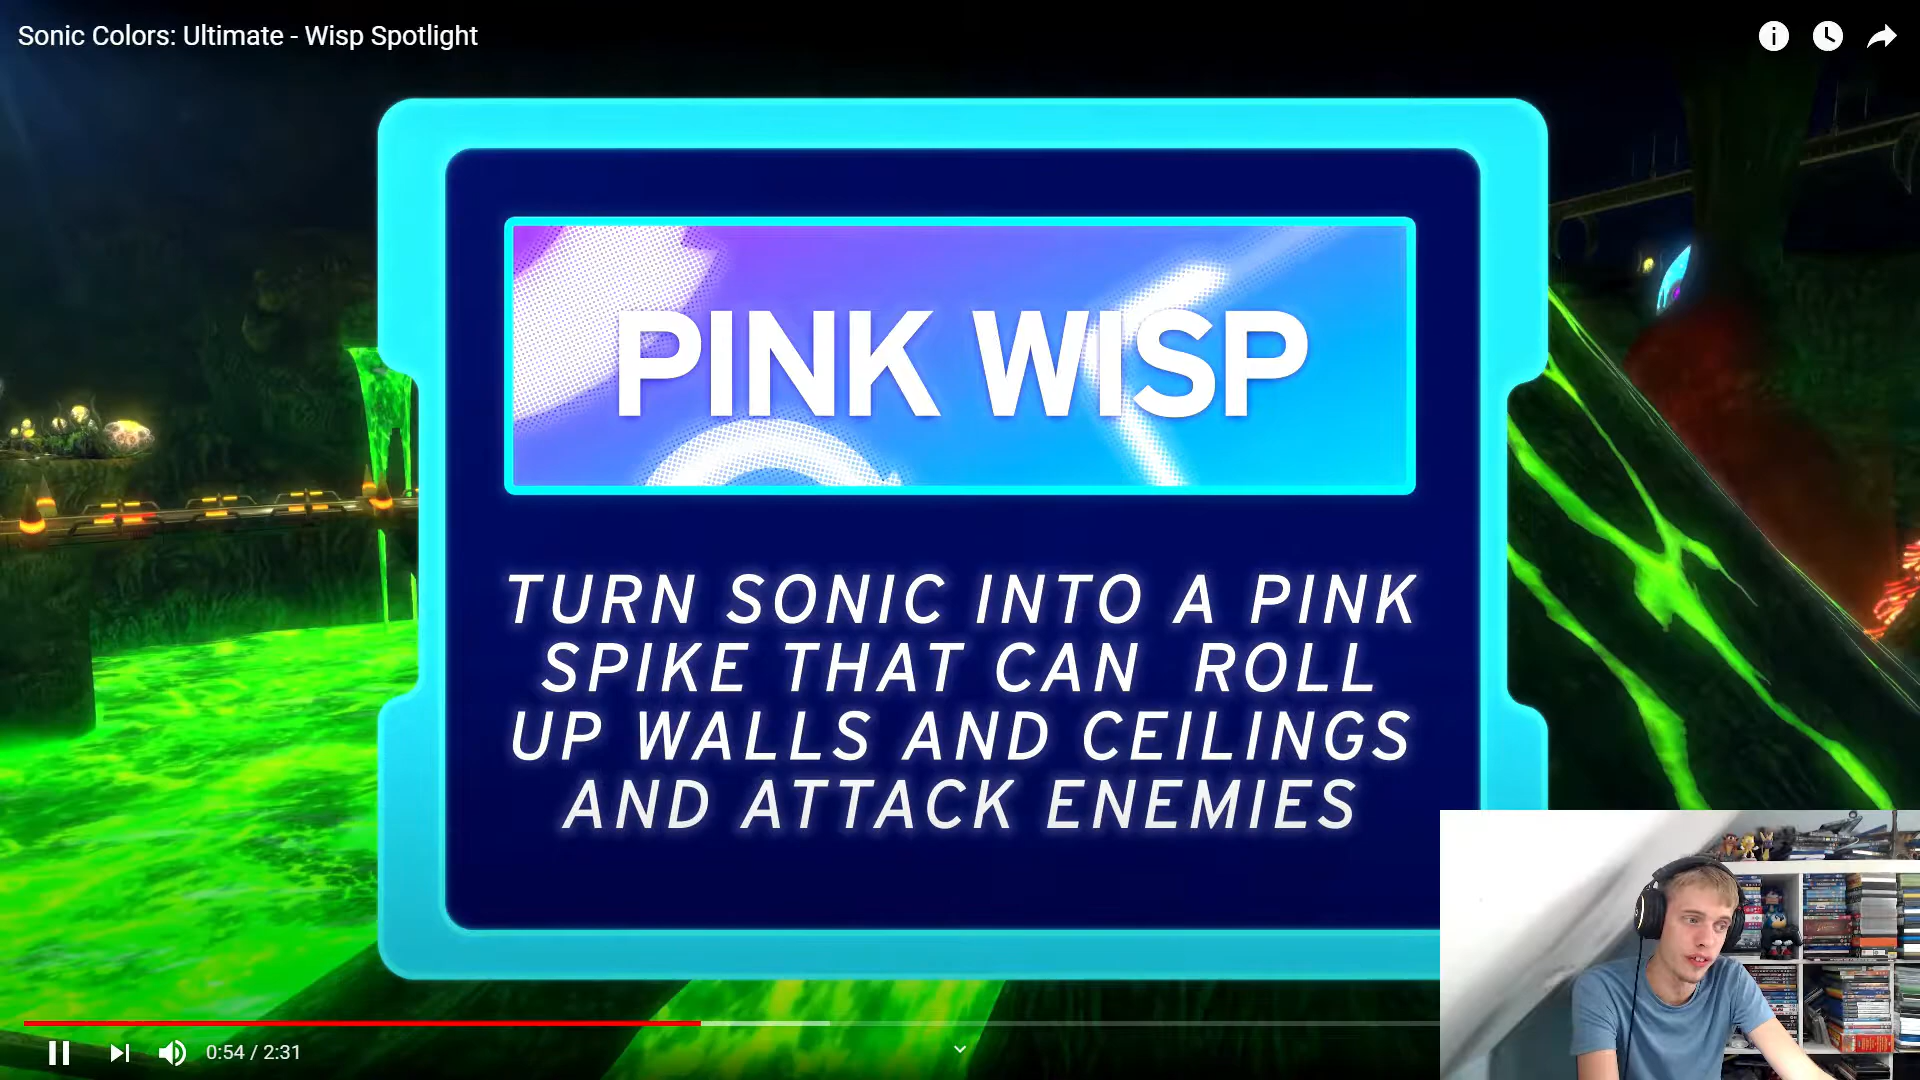 Sonic Colors: Ultimate - Wisp Spotlight
PINK WISP
TURN SONIC INTO A PINK
SPIKE THAT CAN ROLL
UP WALLS AND CEILINGS
AND ATTACK ENEMIES
0:54 / 2:31